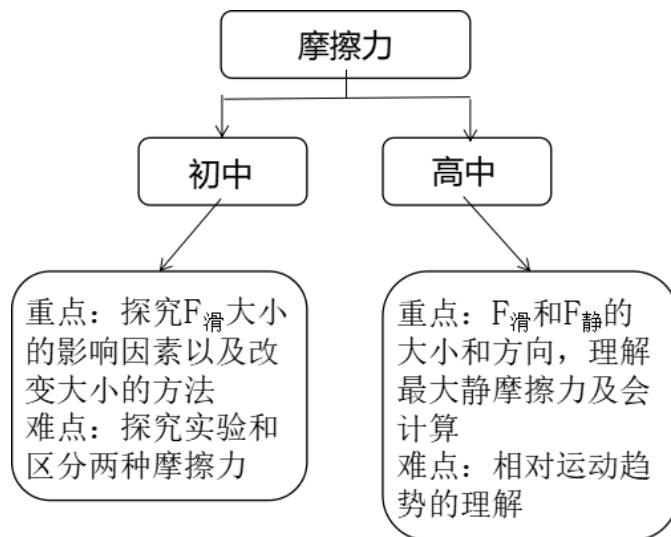 摩擦力
初中
高中
重点：探究F滑大小
的影响因素以及改
变大小的方法
难点：探究实验和
区分两种摩擦力
重点：F滑和F静的
大小和方向，理解
最大静摩擦力及会
计算
难点：相对运动趋
势的理解